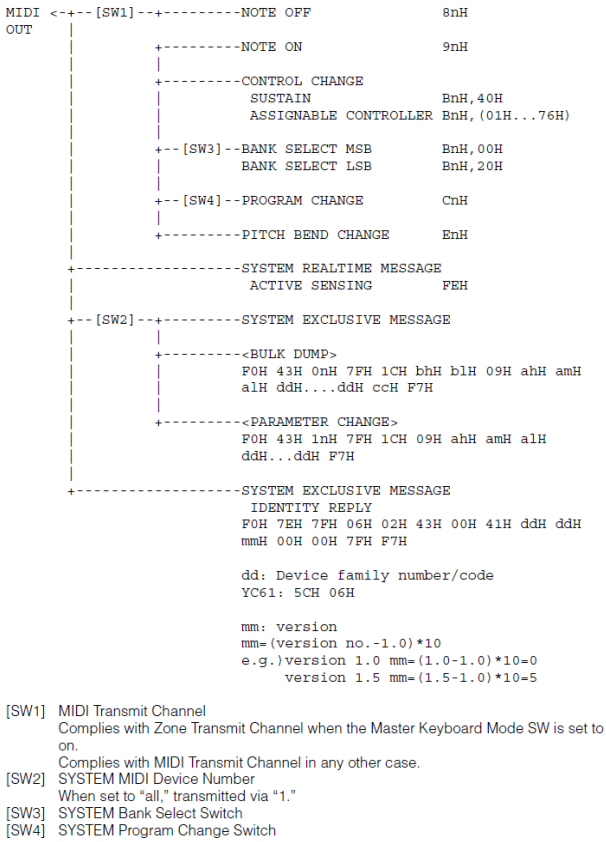 MIDI <-+--[SW1]--+---------NOTE OFF 8nH
OUT |
+---------NOTE ON 9nH
+---------CONTROL CHANGE
SUSTAIN BnH,40H
ASSIGNABLE CONTROLLER BnH,(01H...76H)
+--[SW3]--BANK SELECT MSB BnH,00H
BANK SELECT LSB BnH,20H
+--[SW4]--PROGRAM CHANGE CnH
+---------PITCH BEND CHANGE EnH
+-------------------SYSTEM REALTIME MESSAGE
ACTIVE SENSING FEH
+--[SW2]--+---------SYSTEM EXCLUSIVE MESSAGE
+---------<BULK DUMP>
F0H 43H 0nH 7FH 1CH bhH blH 09H ahH amH
alH ddH....ddH ccH F7H
+---------<PARAMETER CHANGE>
F0H 43H 1nH 7FH 1CH 09H ahH amH alH
ddH...ddH F7H
+-------------------SYSTEM EXCLUSIVE MESSAGE
IDENTITY REPLY
F0H 7EH 7FH 06H 02H 43H 00H 41H ddH ddH
mmH 00H 00H 7FH F7H
dd: Device family number/code
YC61: 5CH 06H
mm: version
mm=(version no.-1.0)*10
e.g.)version 1.0 mm=(1.0-1.0)*10=0
version 1.5 mm=(1.5-1.0)*10=5
[SW1] MIDI Transmit Channel
Complies with Zone Transmit Channel when the Master Keyboard Mode SW is set to
on.
Complies with MIDI Transmit Channel in any other case.
[SW2] SYSTEM MIDI Device Number
When set to “all,” transmitted via “1.”
[SW3] SYSTEM Bank Select Switch
[SW4] SYSTEM Program Change Switch